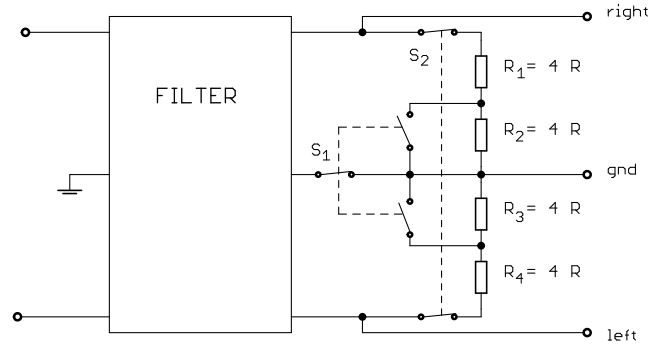 right
S2
R1= 4 R
FILTER
R2= 4 R
S1
gnd
R3= 4 R
R4= 4 R
left